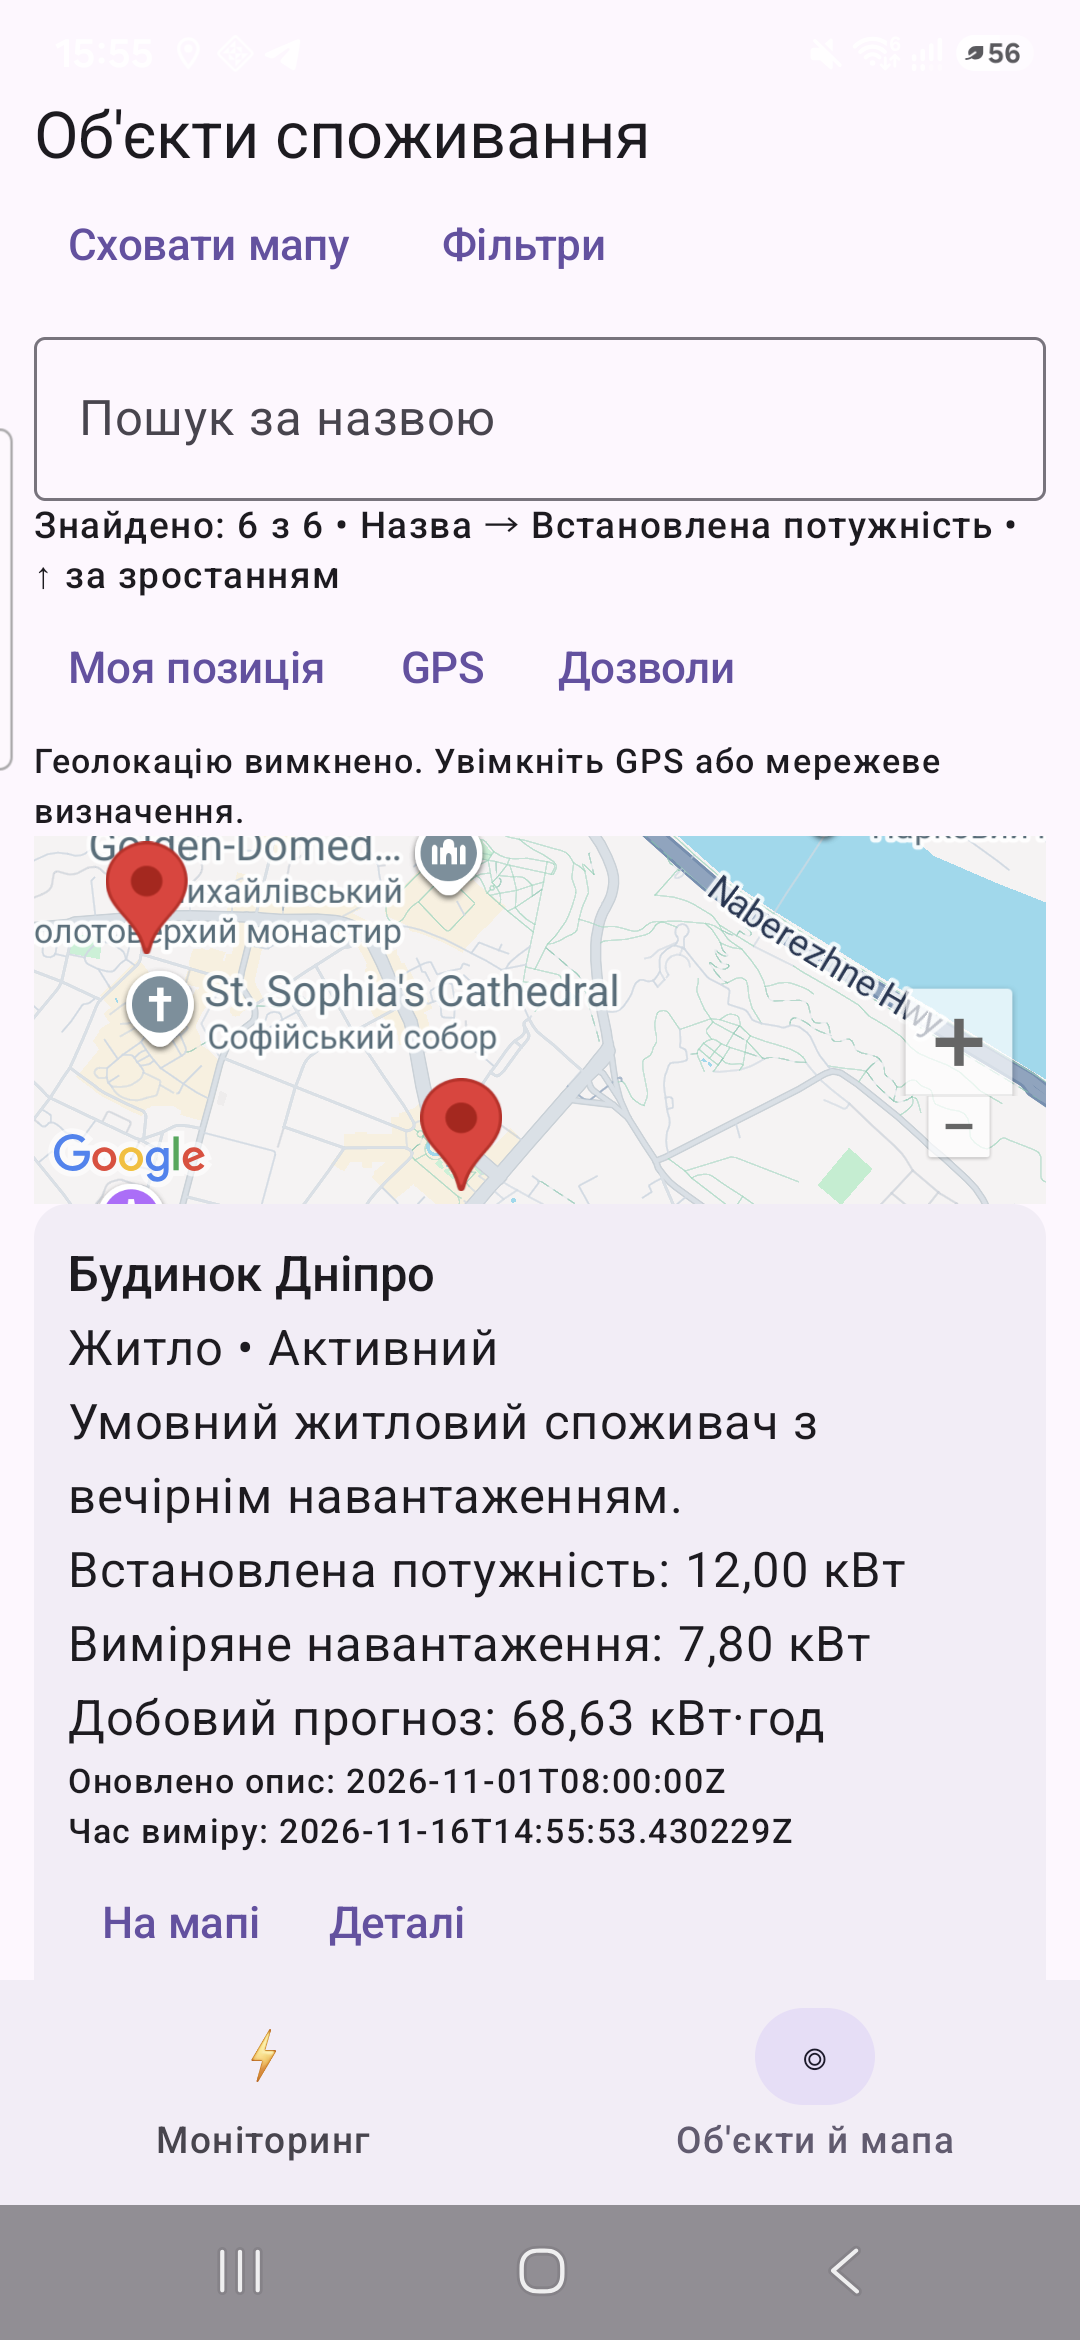 15:55
56
Об'єкти споживання
Сховати мапу Фільтри
Пошук за назвою
Знайдено: 6 з 6 • Назва → Встановлена потужність •
↑ за зростанням
Моя позиція GPS Дозволи
Геолокацію вимкнено. Увімкніть GPS або мережеве
визначення.
Golden-Domed...
ихайлівський
олотоверхий монастир
Naberezhne Hwy
St. Sophia's Cathedral
Софійський собор
+
−
Google
Будинок Дніпро
Житло • Активний
Умовний житловий споживач з
вечірнім навантаженням.
Встановлена потужність: 12,00 кВт
Виміряне навантаження: 7,80 кВт
Добовий прогноз: 68,63 кВт·год
Оновлено опис: 2026-11-01T08:00:00Z
Час виміру: 2026-11-16T14:55:53.430229Z
На мапі Деталі
Моніторинг Об'єкти й мапа